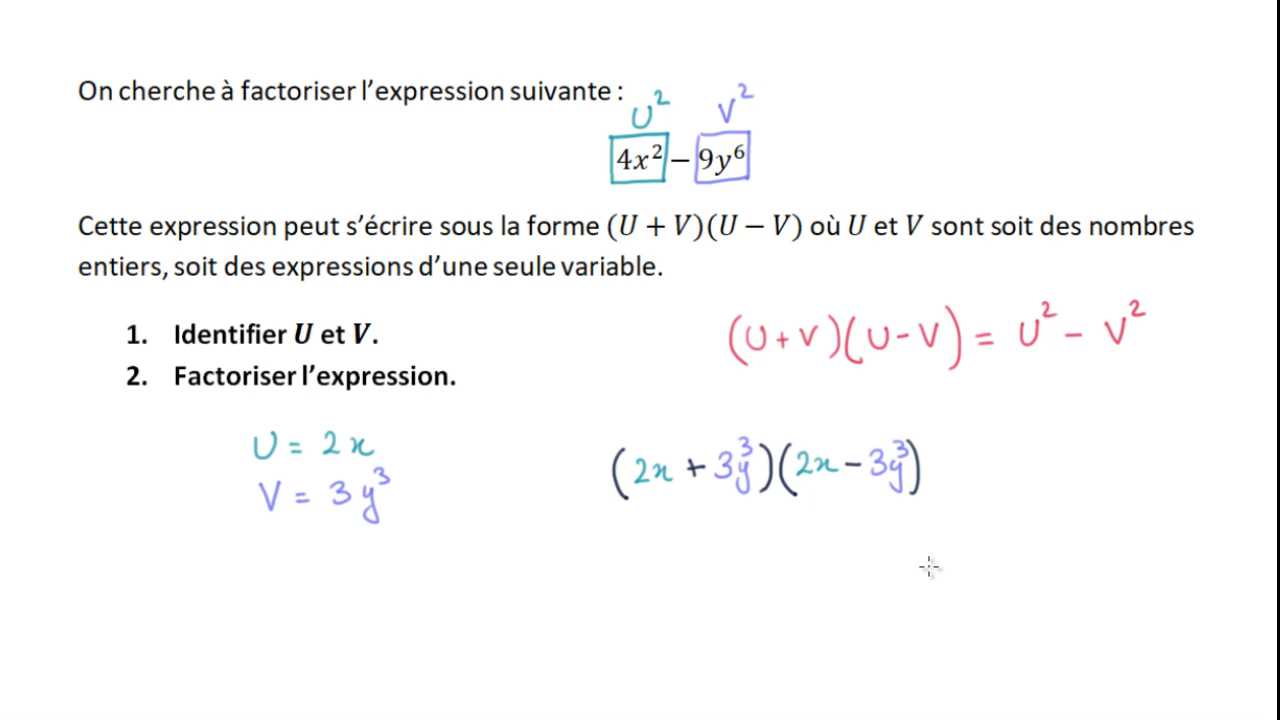 On cherche à factoriser l’expression suivante :
U² V²
4x² − 9y⁶
Cette expression peut s’écrire sous la forme (U + V)(U − V) où U et V sont soit des nombres
entiers, soit des expressions d’une seule variable.
1. Identifier U et V.
(U+V)(U-V) = U² - V²
2. Factoriser l’expression.
U = 2x
V = 3y³
(2x + 3y³)(2x - 3y³)